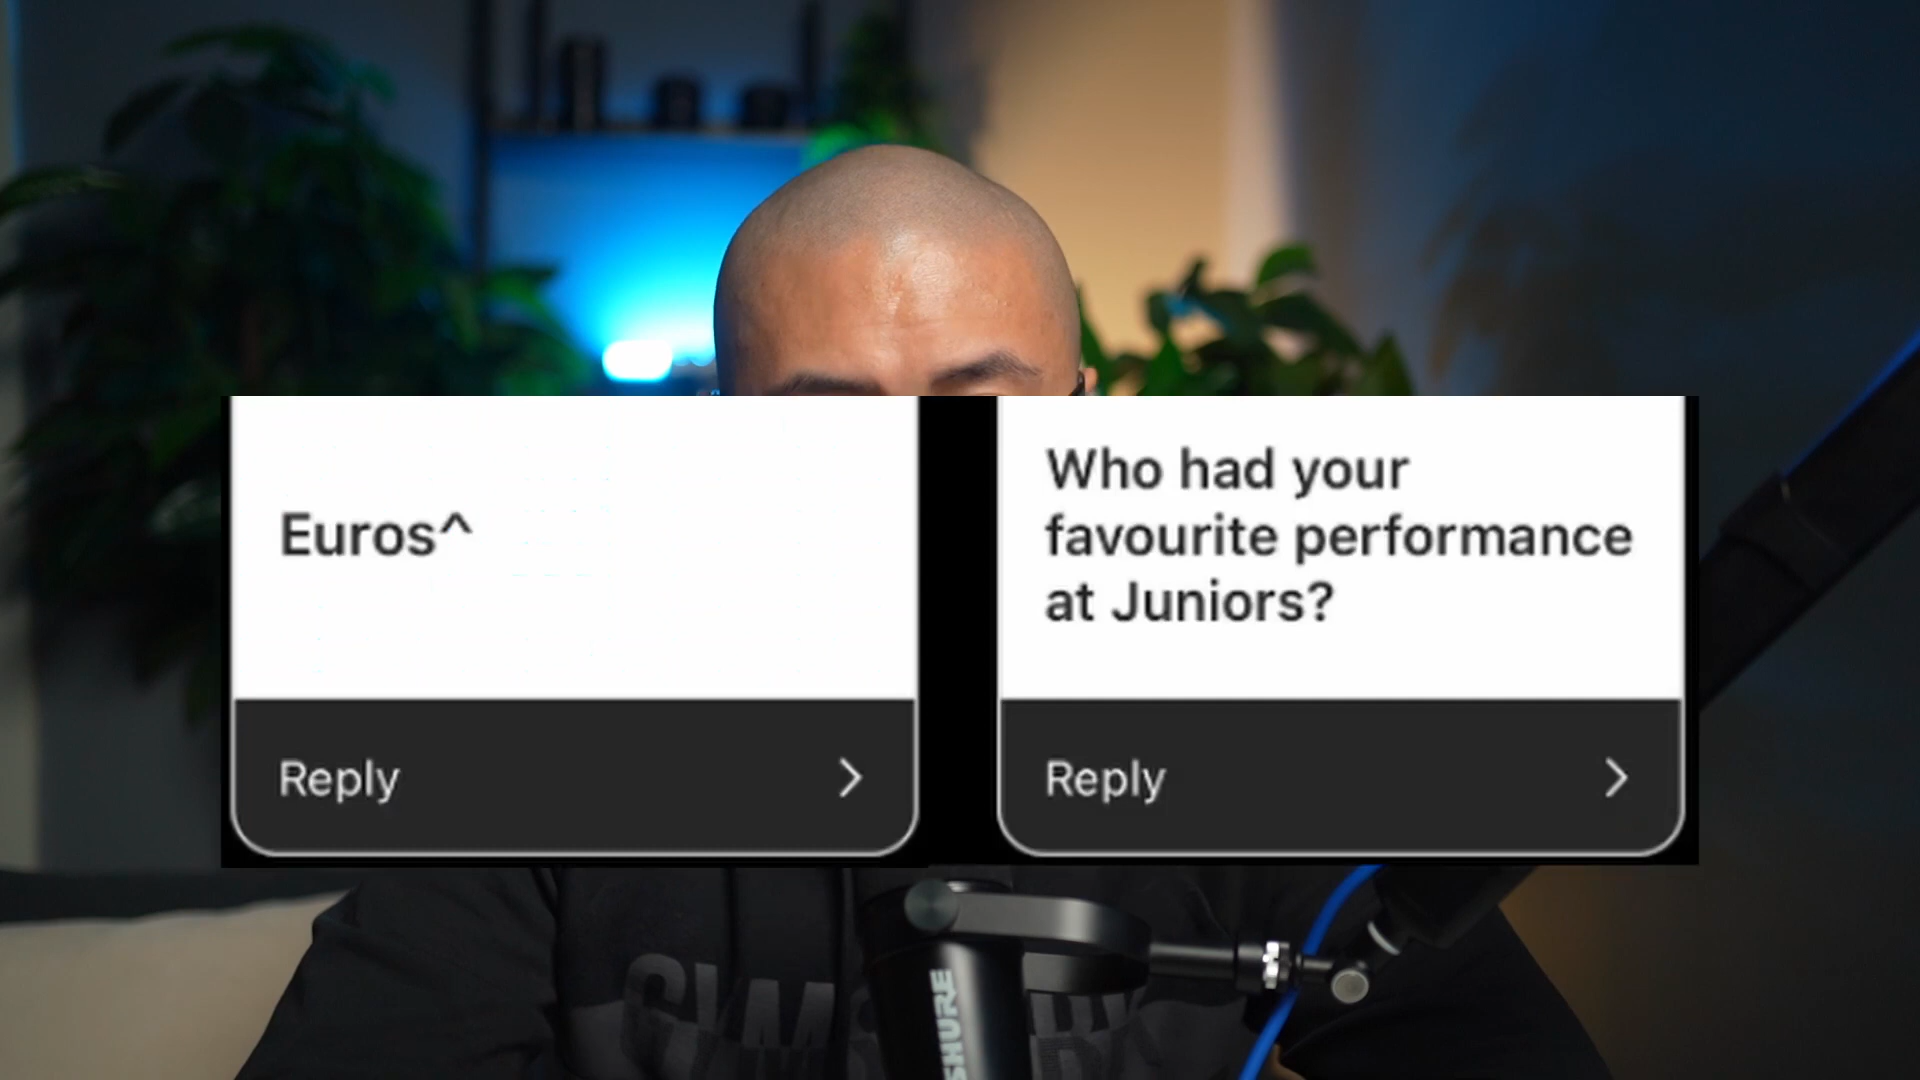 Euros^
Reply
Who had your
favourite performance
at Juniors?
Reply
SHURE